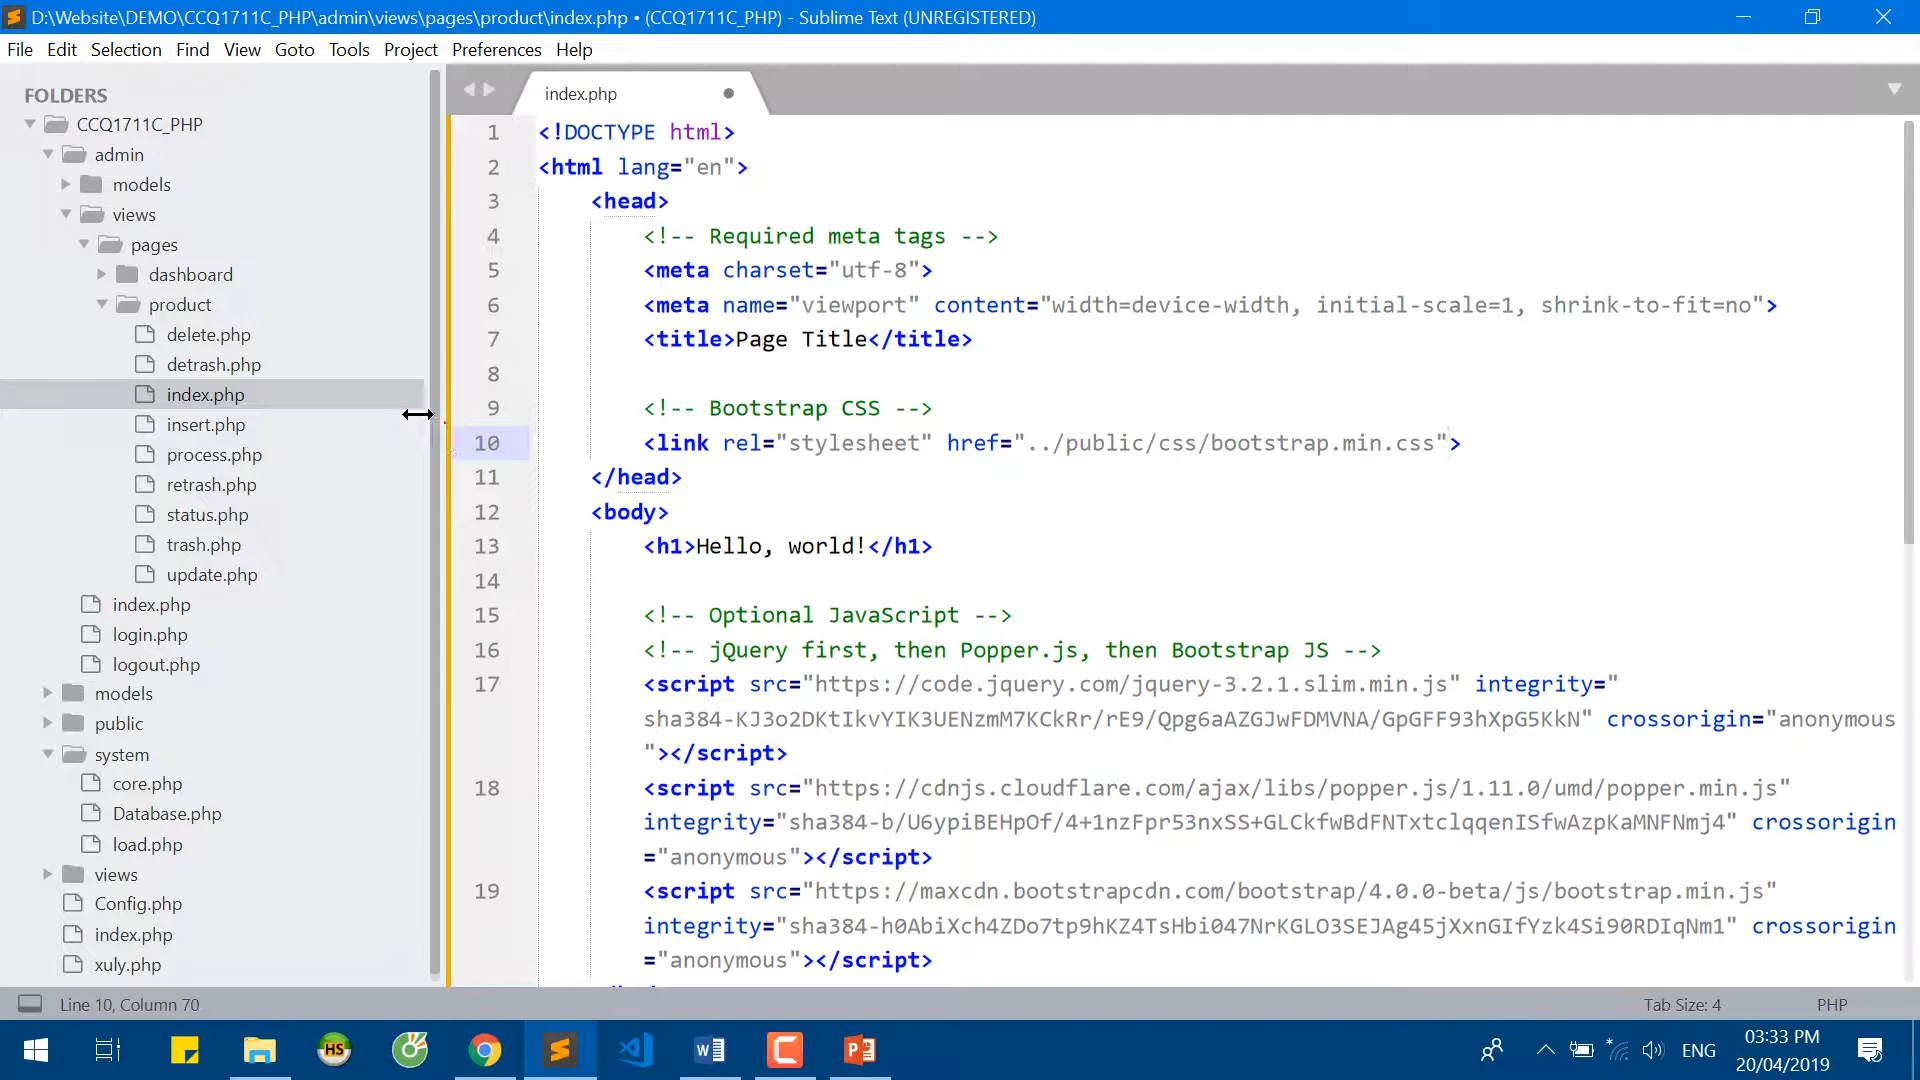 D:\Website\DEMO\CCQ1711C_PHP\admin\views\pages\product\index.php • (CCQ1711C_PHP) - Sublime Text (UNREGISTERED)
File Edit Selection Find View Goto Tools Project Preferences Help
FOLDERS
CCQ1711C_PHP
admin
models
views
pages
dashboard
product
delete.php
detrash.php
index.php
insert.php
process.php
retrash.php
status.php
trash.php
update.php
index.php
login.php
logout.php
models
public
system
core.php
Database.php
load.php
views
Config.php
index.php
xuly.php
index.php
1 <!DOCTYPE html>
2 <html lang="en">
3 <head>
4 <!-- Required meta tags -->
5 <meta charset="utf-8">
6 <meta name="viewport" content="width=device-width, initial-scale=1, shrink-to-fit=no">
7 <title>Page Title</title>
8
9 <!-- Bootstrap CSS -->
10 <link rel="stylesheet" href="../public/css/bootstrap.min.css">
11 </head>
12 <body>
13 <h1>Hello, world!</h1>
14
15 <!-- Optional JavaScript -->
16 <!-- jQuery first, then Popper.js, then Bootstrap JS -->
17 <script src="https://code.jquery.com/jquery-3.2.1.slim.min.js" integrity="
sha384-KJ3o2DKtIkvYIK3UENzmM7KCkRr/rE9/Qpg6aAZGJwFDMVNA/GpGFF93hXpG5KkN" crossorigin="anonymous
"></script>
18 <script src="https://cdnjs.cloudflare.com/ajax/libs/popper.js/1.11.0/umd/popper.min.js"
integrity="sha384-b/U6ypiBEHpOf/4+1nzFpr53nxSS+GLCkfwBdFNTxtclqqenISfwAzpKaMNFNmj4" crossorigin
="anonymous"></script>
19 <script src="https://maxcdn.bootstrapcdn.com/bootstrap/4.0.0-beta/js/bootstrap.min.js"
integrity="sha384-h0AbiXch4ZDo7tp9hKZ4TsHbi047NrKGLO3SEJAg45jXxnGIfYzk4Si90RDIqNm1" crossorigin
="anonymous"></script>
Line 10, Column 70
Tab Size: 4
PHP
HS
ENG
03:33 PM
20/04/2019